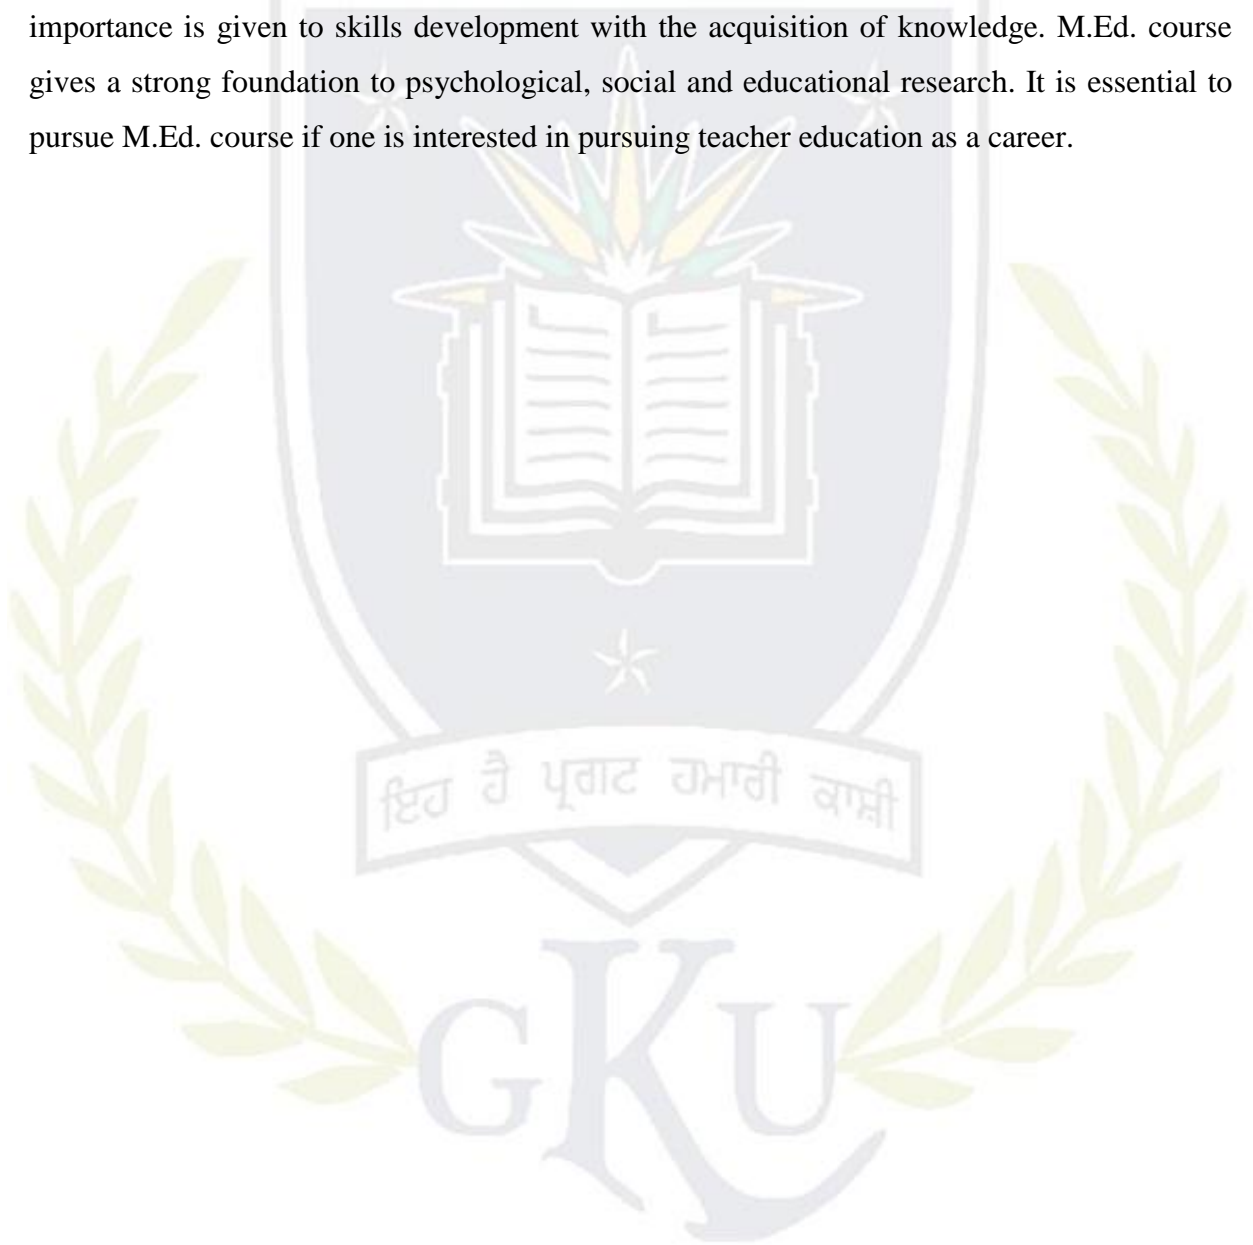 importance is given to skills development with the acquisition of knowledge. M.Ed. course
gives a strong foundation to psychological, social and educational research. It is essential to
pursue M.Ed. course if one is interested in pursuing teacher education as a career.
ਇਹ ਹੈ ਪ੍ਰਗਟ ਹਮਾਰੀ ਕਾਸ਼ੀ
GKU